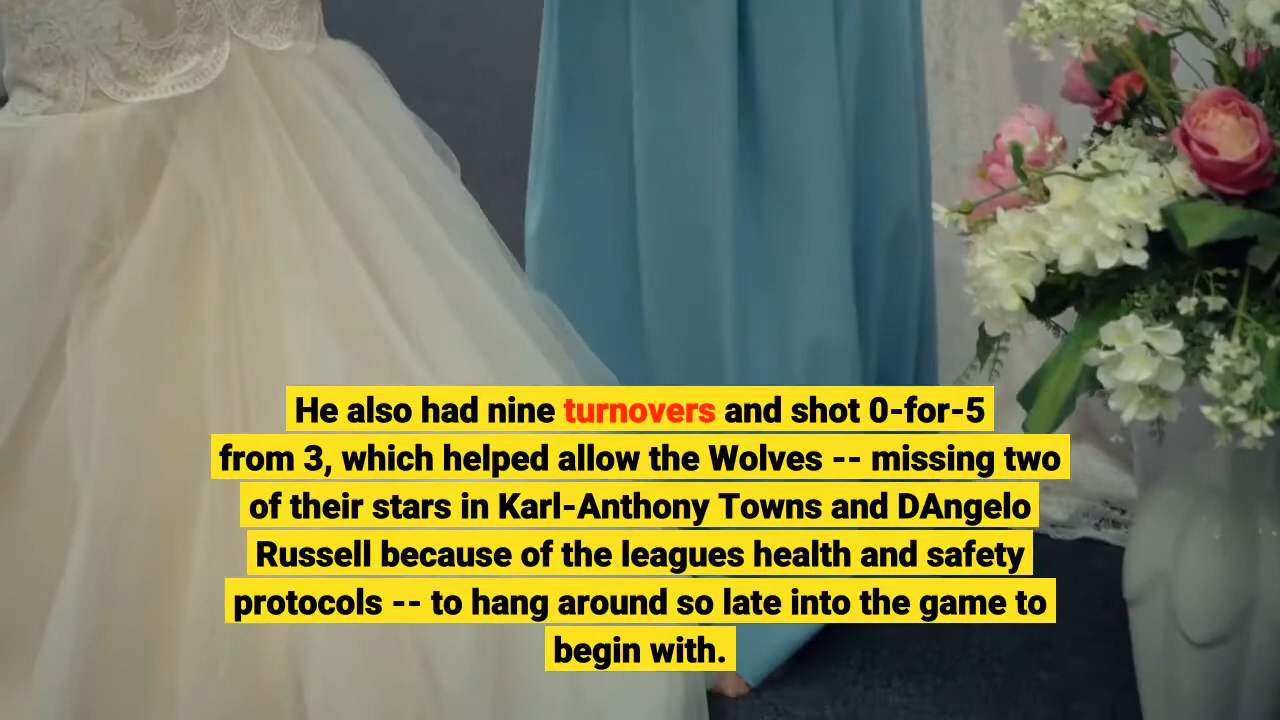 He also had nine turnovers and shot 0-for-5
from 3, which helped allow the Wolves -- missing two
of their stars in Karl-Anthony Towns and DAngelo
Russell because of the leagues health and safety
protocols -- to hang around so late into the game to
begin with.